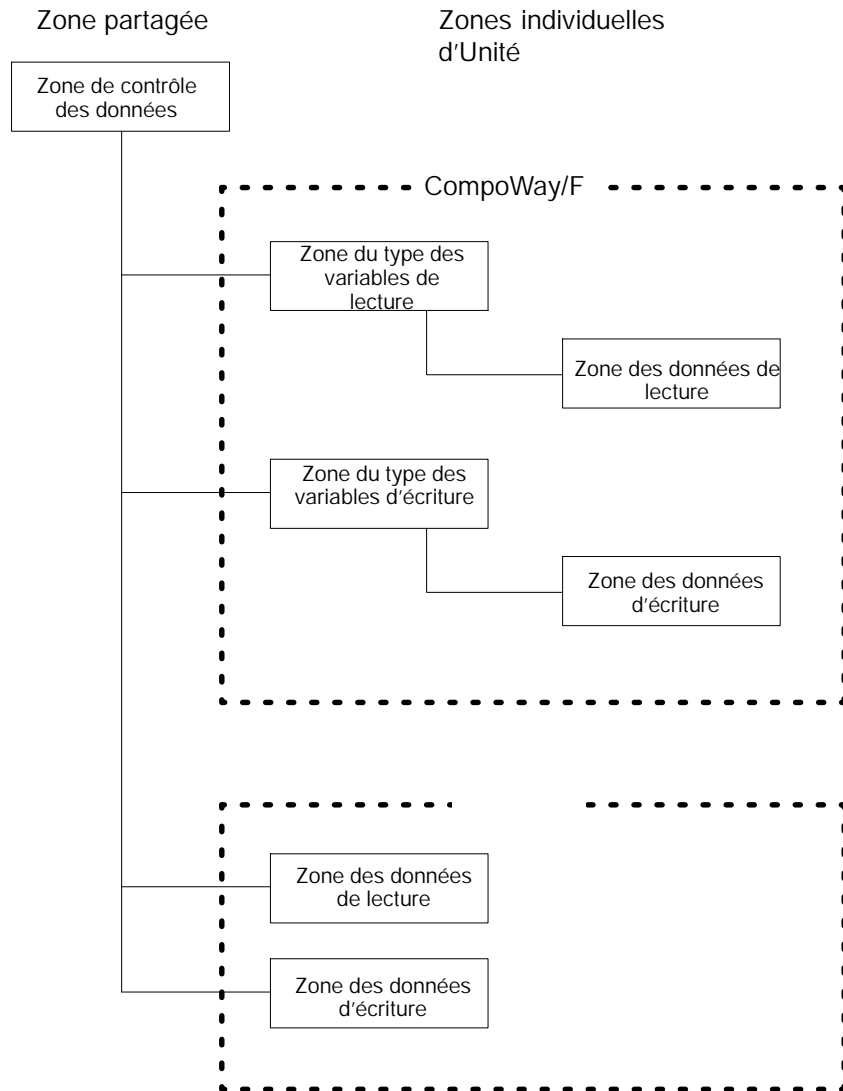 Zone partagée
Zones individuelles
d'Unité
Zone de contrôle
des données
CompoWay/F
Zone du type des
variables de
lecture
Zone des données de
lecture
Zone du type des
variables d'écriture
Zone des données
d'écriture
Zone des données
de lecture
Zone des données
d'écriture